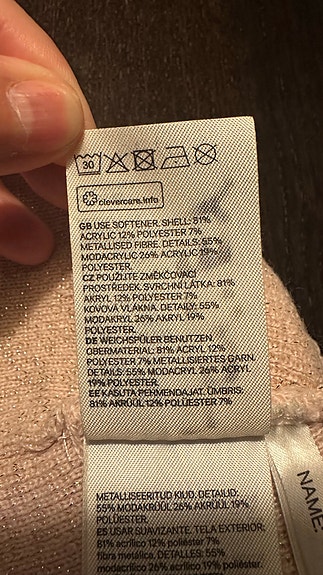 30
clevercare.info
GB USE SOFTENER. SHELL: 81%
ACRYLIC 12% POLYESTER 7%
METALLISED FIBRE. DETAILS: 55%
MODACRYLIC 26% ACRYLIC 19%
POLYESTER.
CZ POUŽIJTE ZMĚKČOVACÍ
PROSTŘEDEK. SVRCHNÍ LÁTKA: 81%
AKRYL 12% POLYESTER 7%
KOVOVÁ VLÁKNA. DETAILY: 55%
MODAKRYL 26% AKRYL 19%
POLYESTER.
DE WEICHSPÜLER BENUTZEN.
OBERMATERIAL: 81% ACRYL 12%
POLYESTER 7% METALLISIERTES GARN.
DETAILS: 55% MODACRYL 26% ACRYL
19% POLYESTER.
EE KASUTA PEHMENDAJAT. ÜMBRIS:
81% AKRÜÜL 12% POLÜESTER 7%
METALLISEERITUD KIUD. DETAILID:
55% MODAKRÜÜL 26% AKRÜÜL 19%
POLÜESTER.
ES USAR SUAVIZANTE. TELA EXTERIOR:
81% acrílico 12% poliéster 7%
fibra metálica. DETALLES: 55%
modacrílico 26% acrílico 19%
NAME: